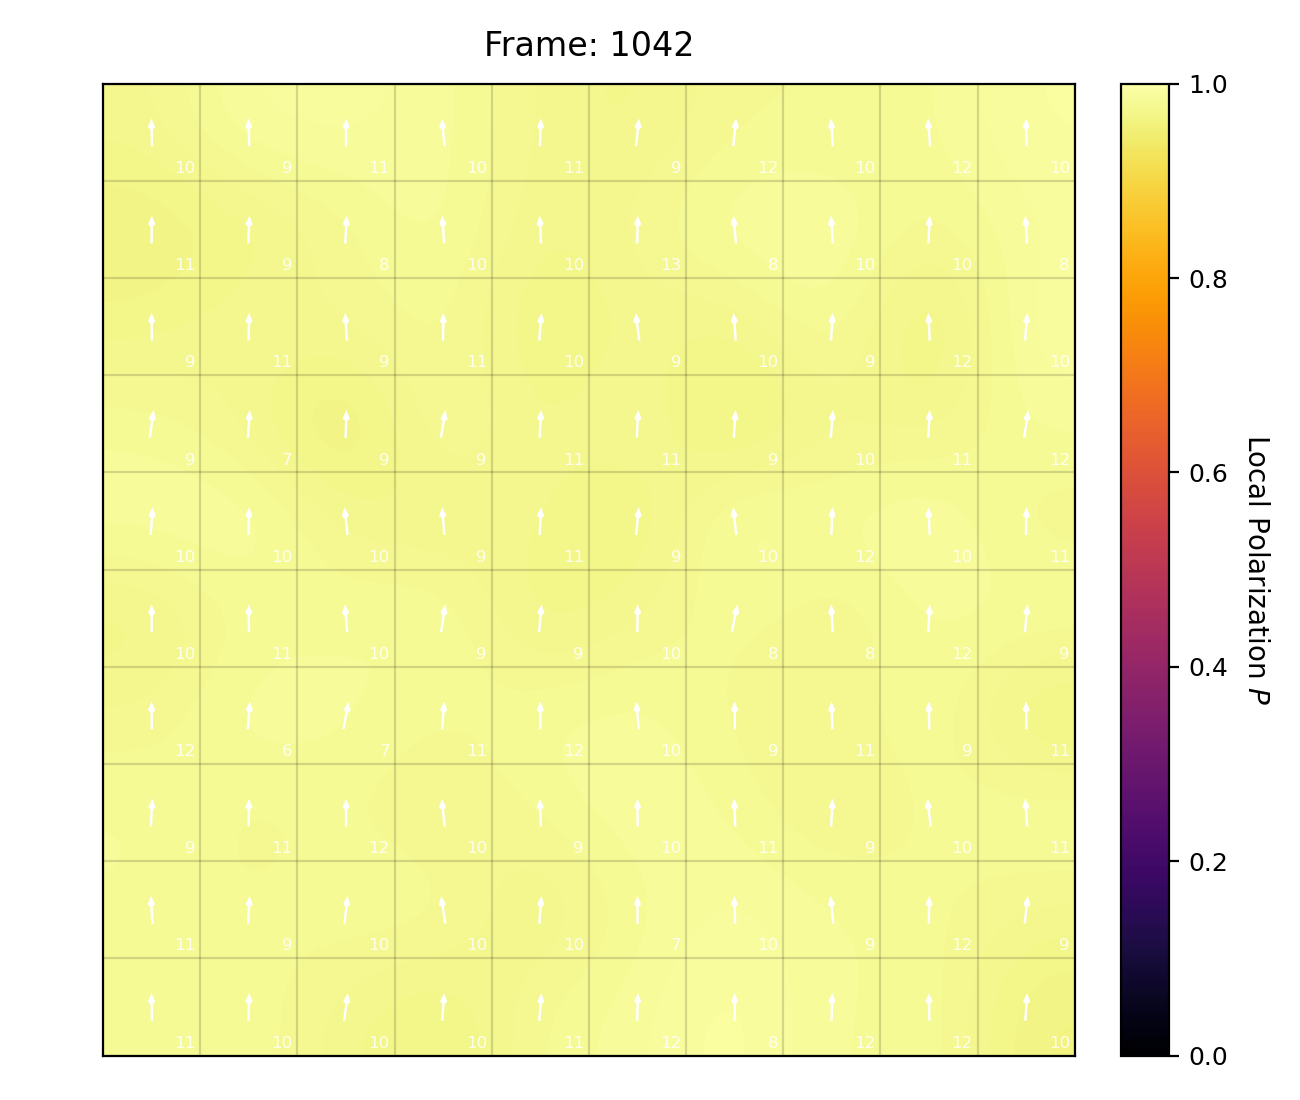 Frame: 1042
10 9 11 10 11 9 12 10 12 10
11 9 8 10 10 13 8 10 10 8
9 11 9 11 10 9 10 9 12 10
9 7 9 9 11 11 9 10 11 12
10 10 10 9 11 9 10 12 10 11
10 11 10 9 9 10 8 8 12 9
12 6 7 11 12 10 9 11 9 11
9 11 12 10 9 10 11 9 10 11
11 9 10 10 10 7 10 9 12 9
11 10 10 10 11 12 8 12 12 10
1.0
0.8
0.6
0.4
0.2
0.0
Local Polarization P